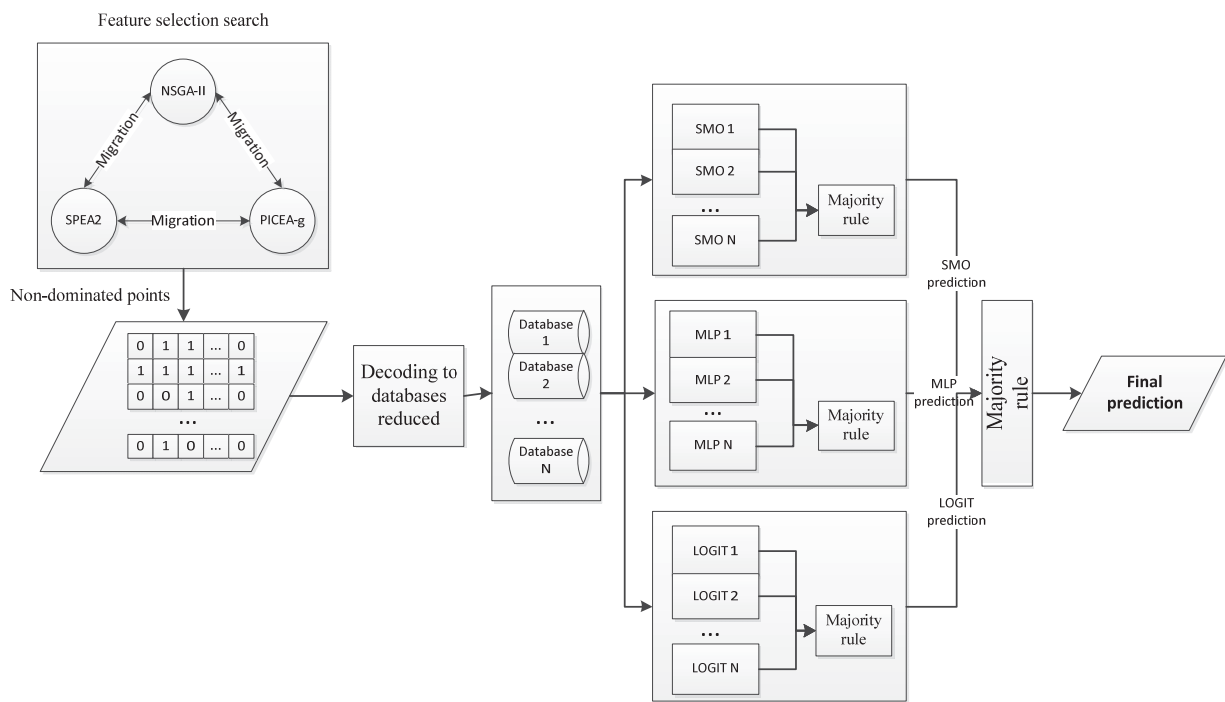 Feature selection search
NSGA-II
Migration
Migration
SPEA2
Migration
PICEA-g
Non-dominated points
0 1 1 ... 0
1 1 1 ... 1
0 0 1 ... 0
...
0 1 0 ... 0
Decoding to
databases
reduced
Database
1
Database
2
...
Database
N
SMO 1
SMO 2
...
SMO N
Majority
rule
MLP 1
MLP 2
...
MLP N
Majority
rule
LOGIT 1
LOGIT 2
...
LOGIT N
Majority
rule
SMO
prediction
MLP
prediction
LOGIT
prediction
Majority
rule
Final
prediction